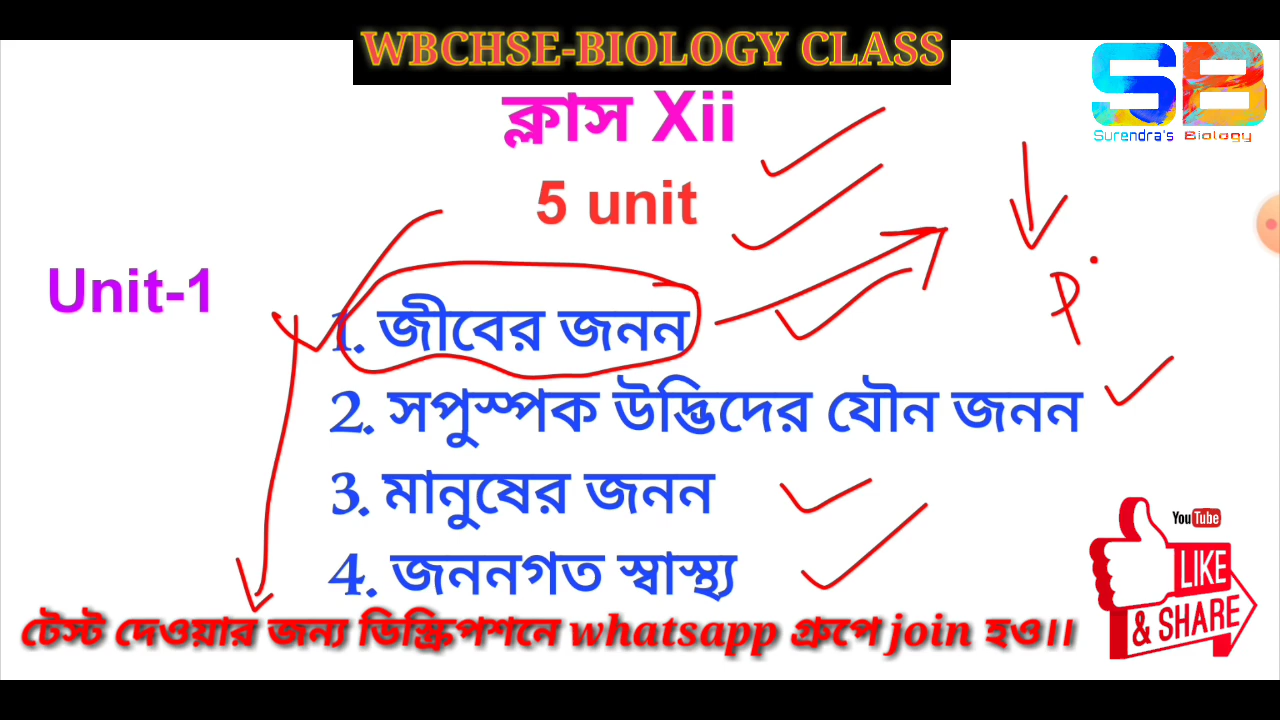 WBCHSE-BIOLOGY CLASS
ক্লাস Xii
SB
Surendra's Biology
5 unit
Unit-1
1. জীবের জনন
P
2. সপুস্পক উদ্ভিদের যৌন জনন
3. মানুষের জনন
4. জননগত স্বাস্থ্য
YouTube
LIKE
& SHARE
টেস্ট দেওয়ার জন্য ডিস্ক্রিপশনে whatsapp গ্রুপে join হও।।